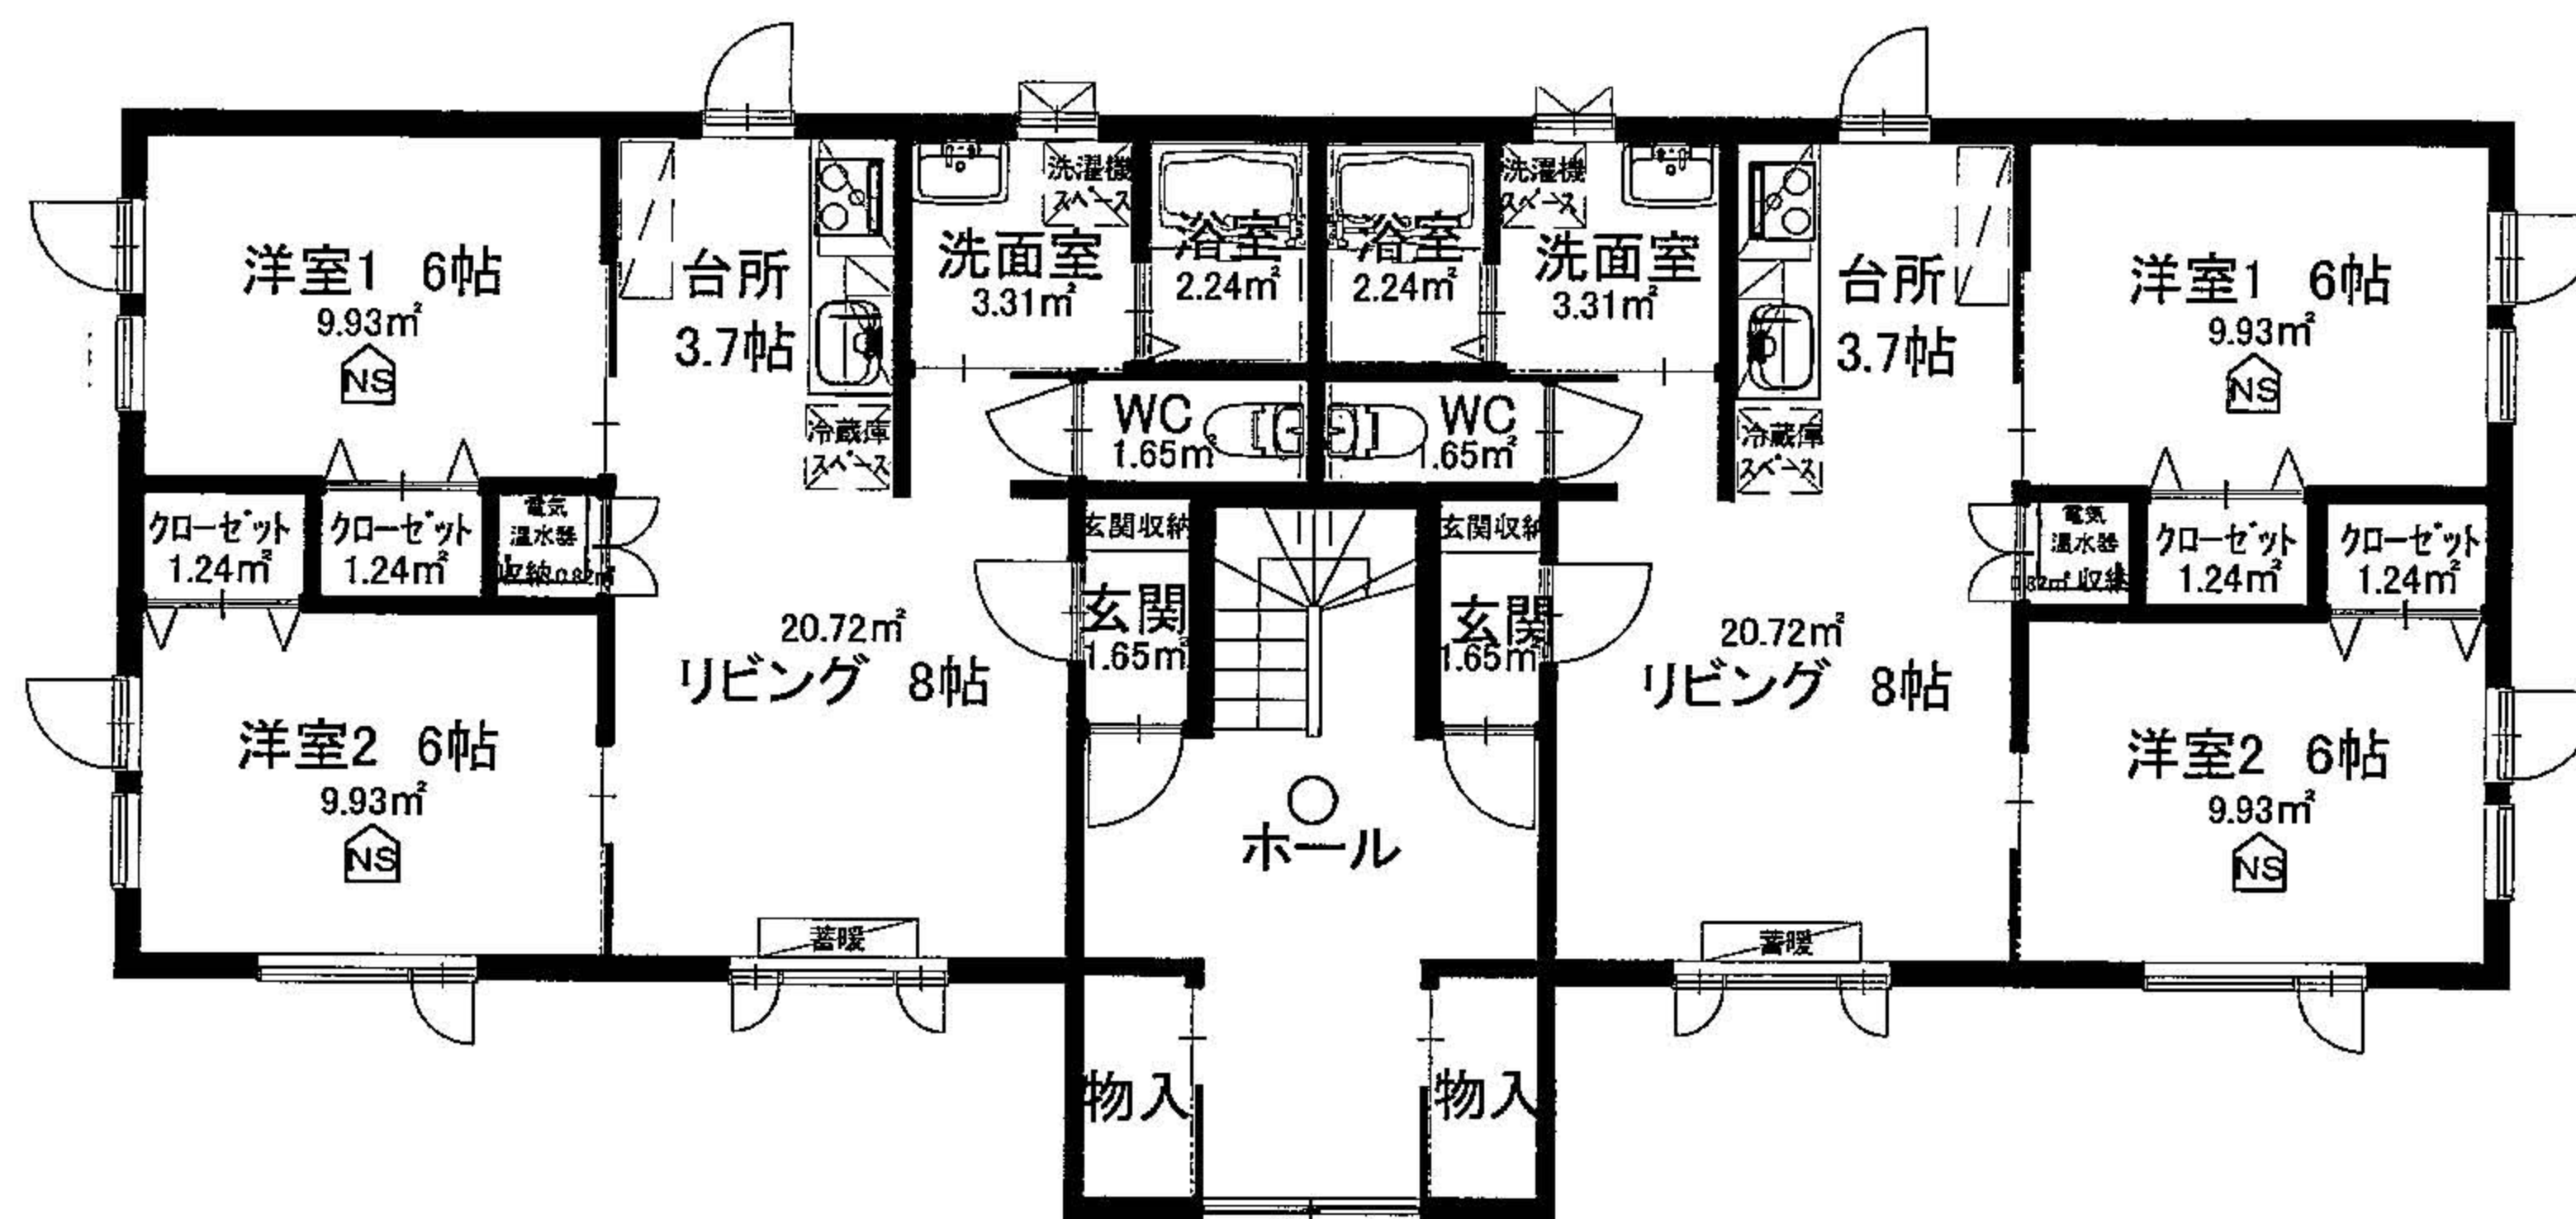 洋室1 6帖
9.93㎡
NS
クローゼット
1.24㎡
クローゼット
1.24㎡
電気
温水器
収納0.82㎡
洋室2 6帖
9.93㎡
NS
台所
3.7帖
冷蔵庫
スペース
20.72㎡
リビング 8帖
蓄暖
洗濯機
スペース
洗面室
3.31㎡
浴室
2.24㎡
WC
1.65㎡
玄関収納
玄関
1.65㎡
ホール
物入
物入
浴室
2.24㎡
洗濯機
スペース
洗面室
3.31㎡
WC
1.65㎡
玄関収納
玄関
1.65㎡
台所
3.7帖
冷蔵庫
スペース
20.72㎡
リビング 8帖
蓄暖
洋室1 6帖
9.93㎡
NS
電気
温水器
0.82㎡ 収納
クローゼット
1.24㎡
クローゼット
1.24㎡
洋室2 6帖
9.93㎡
NS